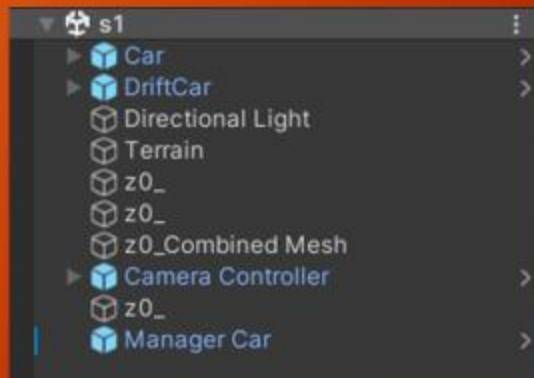 s1
Car
DriftCar
Directional Light
Terrain
z0_
z0_
z0_Combined Mesh
Camera Controller
z0_
Manager Car